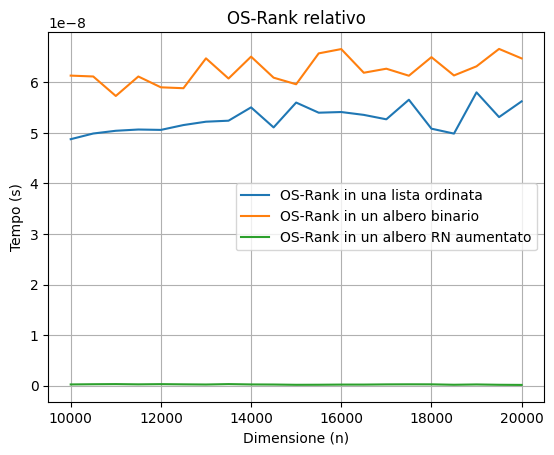 OS-Rank relativo
1e−8
6
5
4
3
2
1
0
Tempo (s)
OS-Rank in una lista ordinata
OS-Rank in un albero binario
OS-Rank in un albero RN aumentato
10000 12000 14000 16000 18000 20000
Dimensione (n)